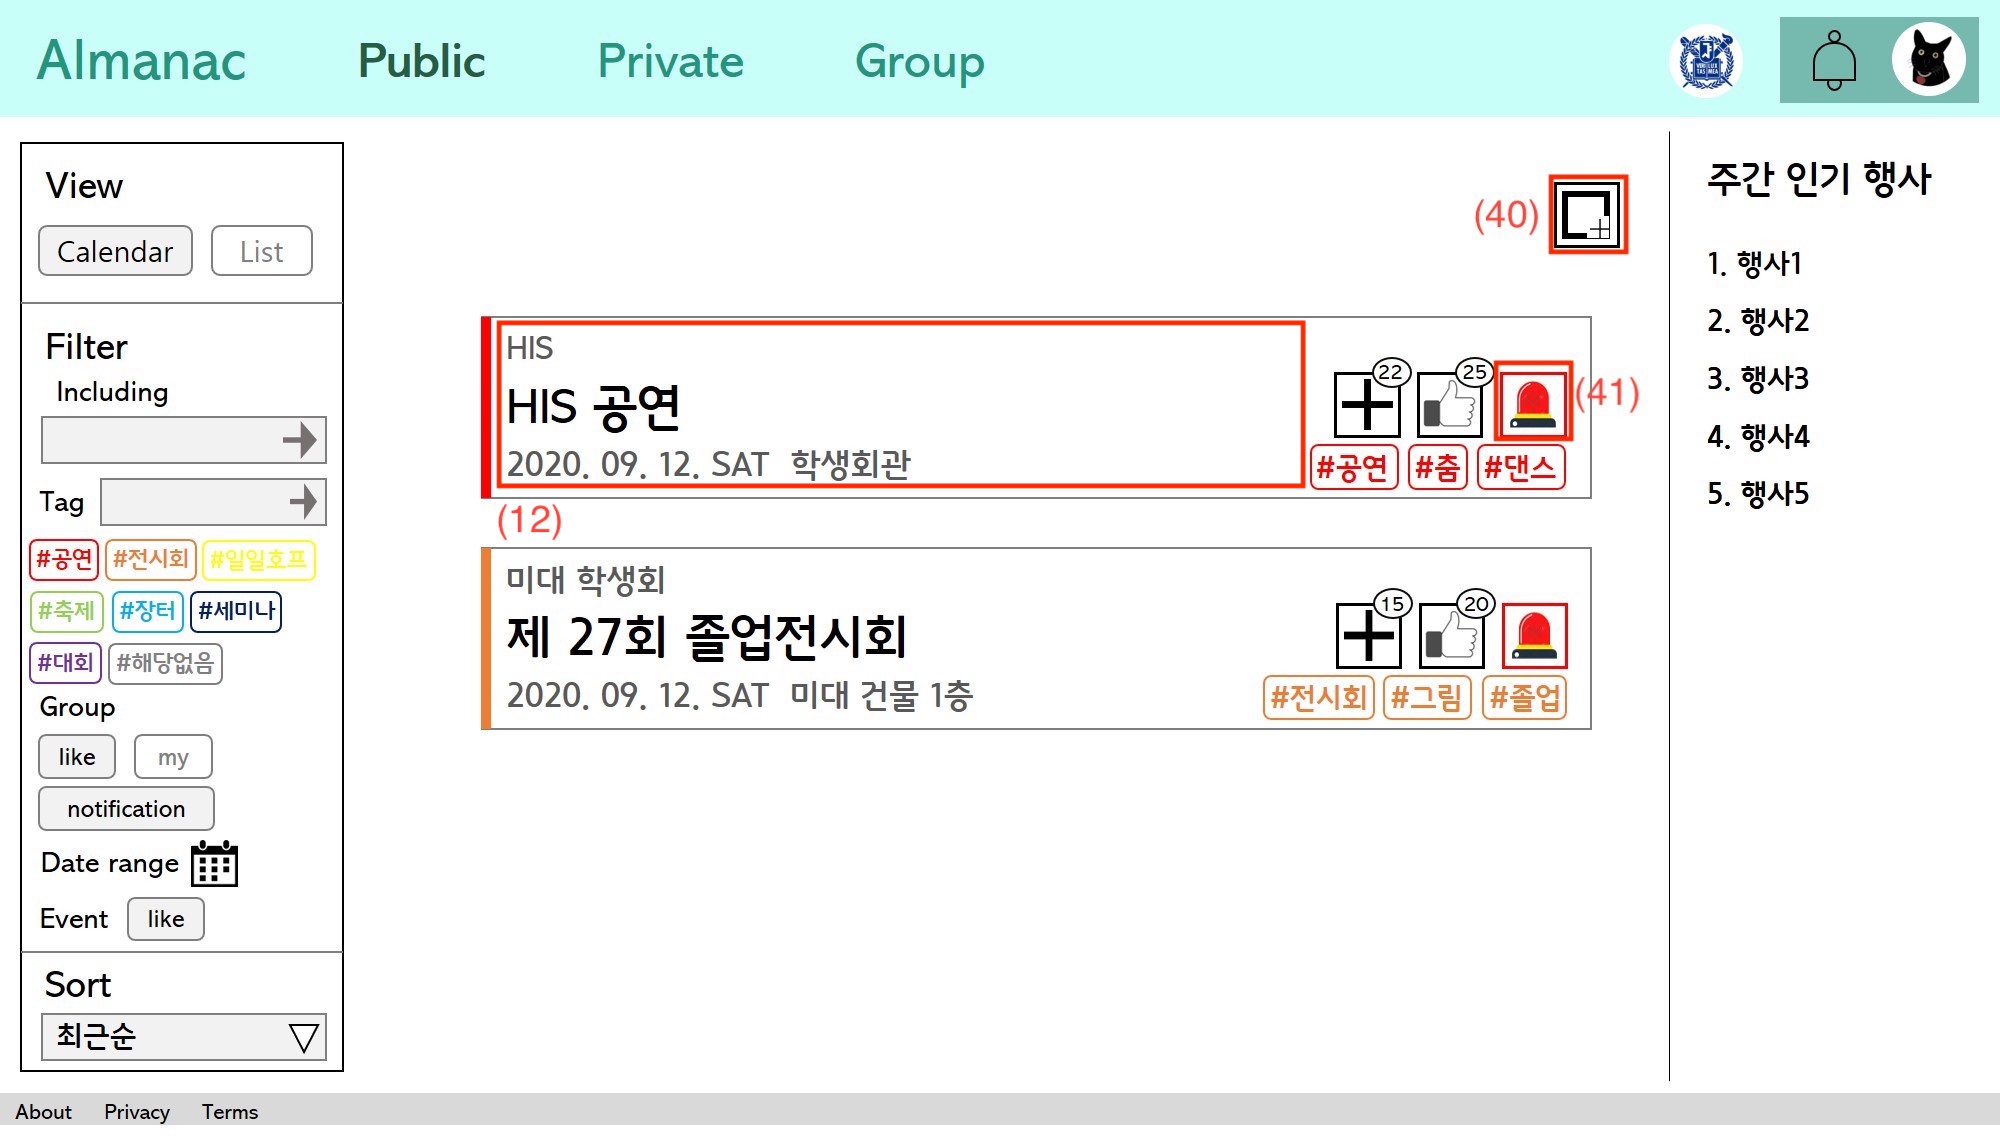 Almanac Public Private Group
View
Calendar List
Filter
Including
Tag
#공연 #전시회 #일일호프
#축제 #장터 #세미나
#대회 #해당없음
Group
like my
notification
Date range
Event like
Sort
최근순
(40)
HIS
HIS 공연
2020. 09. 12. SAT 학생회관
22 25
(41)
#공연 #춤 #댄스
(12)
미대 학생회
제 27회 졸업전시회
2020. 09. 12. SAT 미대 건물 1층
15 20
#전시회 #그림 #졸업
주간 인기 행사
1. 행사1
2. 행사2
3. 행사3
4. 행사4
5. 행사5
About Privacy Terms